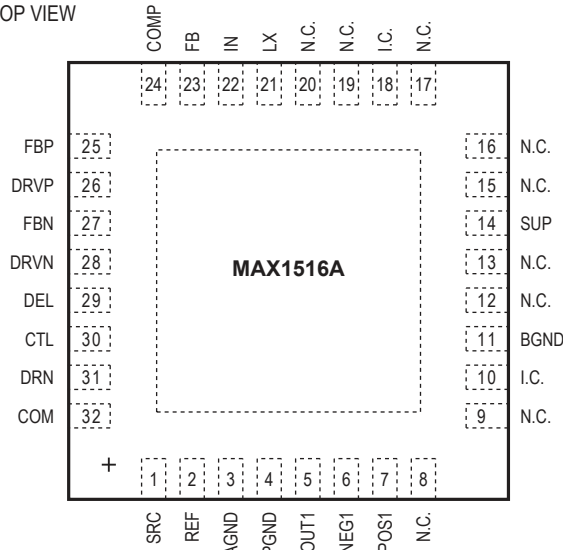 OP VIEW
COMP FB IN LX N.C. N.C. I.C. N.C.
24 23 22 21 20 19 18 17
FBP 25 16 N.C.
DRVP 26 15 N.C.
FBN 27 14 SUP
DRVN 28 13 N.C.
MAX1516A
DEL 29 12 N.C.
CTL 30 11 BGND
DRN 31 10 I.C.
COM 32 9 N.C.
+
1 2 3 4 5 6 7 8
SRC REF AGND PGND OUT1 NEG1 POS1 N.C.